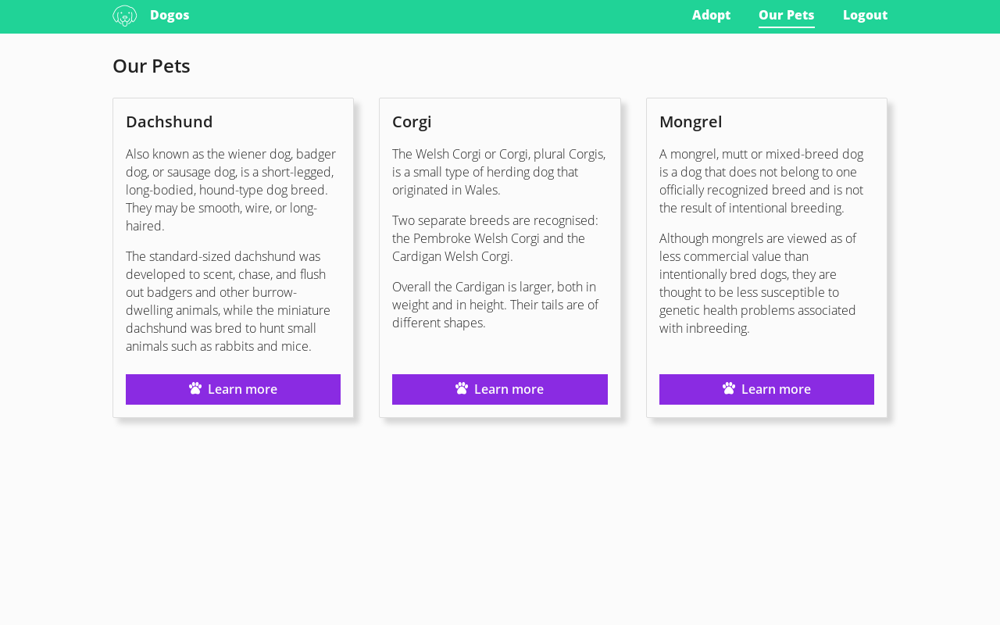 Dogos
Adopt
Our Pets
Logout
Our Pets
Dachshund
Also known as the wiener dog, badger
dog, or sausage dog, is a short-legged,
long-bodied, hound-type dog breed.
They may be smooth, wire, or long-
haired.
The standard-sized dachshund was
developed to scent, chase, and flush
out badgers and other burrow-
dwelling animals, while the miniature
dachshund was bred to hunt small
animals such as rabbits and mice.
Learn more
Corgi
The Welsh Corgi or Corgi, plural Corgis,
is a small type of herding dog that
originated in Wales.
Two separate breeds are recognised:
the Pembroke Welsh Corgi and the
Cardigan Welsh Corgi.
Overall the Cardigan is larger, both in
weight and in height. Their tails are of
different shapes.
Learn more
Mongrel
A mongrel, mutt or mixed-breed dog
is a dog that does not belong to one
officially recognized breed and is not
the result of intentional breeding.
Although mongrels are viewed as of
less commercial value than
intentionally bred dogs, they are
thought to be less susceptible to
genetic health problems associated
with inbreeding.
Learn more